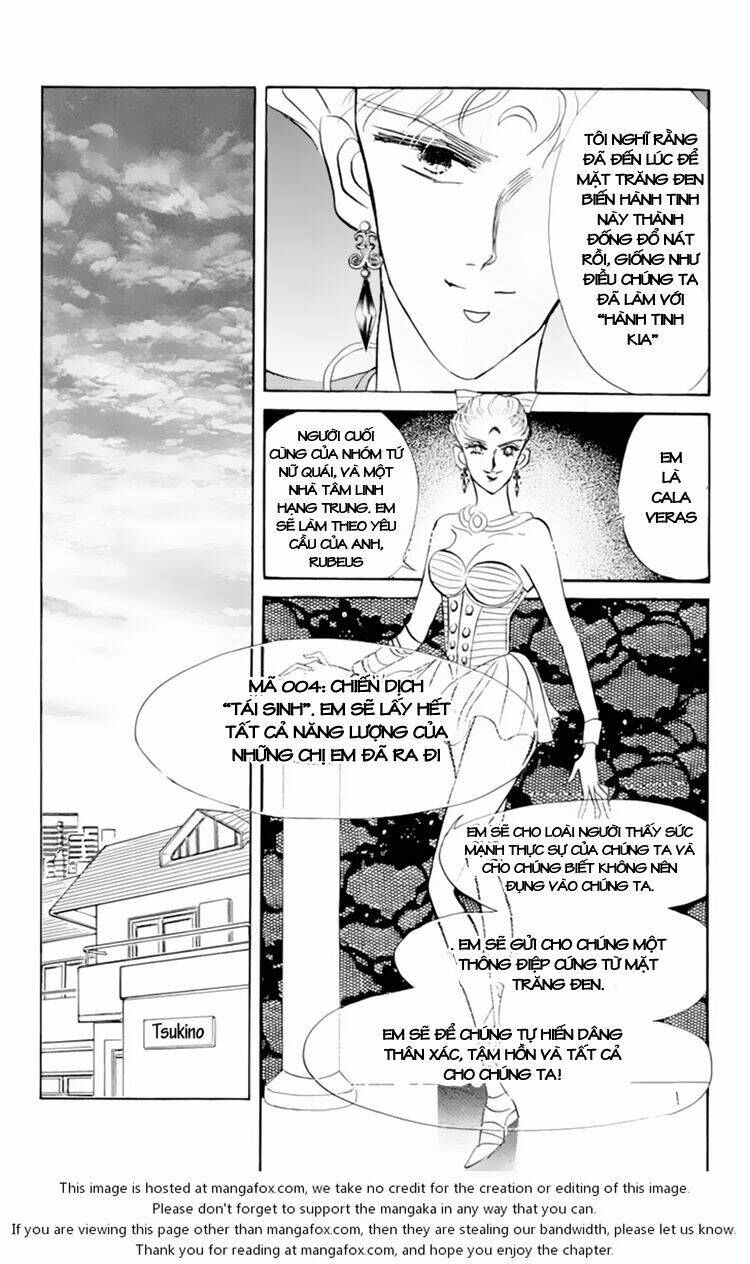 TÔI NGHĨ RẰNG
ĐÃ ĐẾN LÚC ĐỂ
MẶT TRĂNG ĐEN
BIẾN HÀNH TINH
NÀY THÀNH
ĐỐNG ĐỔ NÁT
RỒI, GIỐNG NHƯ
ĐIỀU CHÚNG TA
ĐÃ LÀM VỚI
“HÀNH TINH
KIA”
EM
LÀ
CALA
VERAS
NGƯỜI CUỐI
CÙNG CỦA NHÓM TỨ
NỮ QUÁI, VÀ MỘT
NHÀ TÂM LINH
HẠNG TRUNG. EM
SẼ LÀM THEO YÊU
CẦU CỦA ANH,
RUBEUS
MÃ 004: CHIẾN DỊCH
“TÁI SINH”. EM SẼ LẤY HẾT
TẤT CẢ NĂNG LƯỢNG CỦA
NHỮNG CHỊ EM ĐÃ RA ĐI
EM SẼ CHO LOÀI NGƯỜI THẤY SỨC
MẠNH THỰC SỰ CỦA CHÚNG TA VÀ
CHO CHÚNG BIẾT KHÔNG NÊN
ĐỤNG VÀO CHÚNG TA.
. EM SẼ GỬI CHO CHÚNG MỘT
THÔNG ĐIỆP CỨNG TỪ MẶT
TRĂNG ĐEN.
EM SẼ ĐỂ CHÚNG TỰ HIẾN DÂNG
THÂN XÁC, TÂM HỒN VÀ TẤT CẢ
CHO CHÚNG TA!
Tsukino
This image is hosted at mangafox.com, we take no credit for the creation or editing of this image.
Please don't forget to support the mangaka in any way that you can.
If you are viewing this page other than mangafox.com, then they are stealing our bandwidth, please let us know.
Thank you for reading at mangafox.com, and hope you enjoy the chapter.